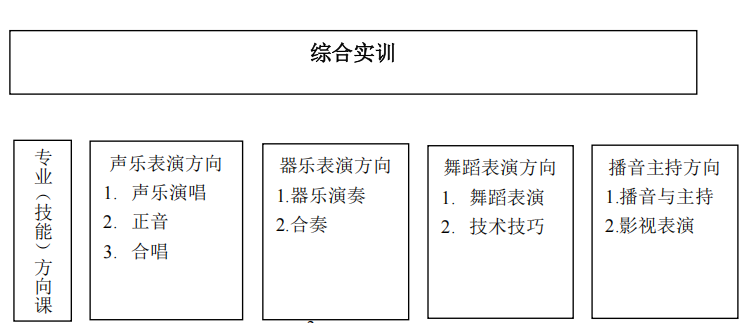 综合实训
专业（技能）方向课
声乐表演方向
1. 声乐演唱
2. 正音
3. 合唱
器乐表演方向
1.器乐演奏
2.合奏
舞蹈表演方向
1. 舞蹈表演
2. 技术技巧
播音主持方向
1.播音与主持
2.影视表演